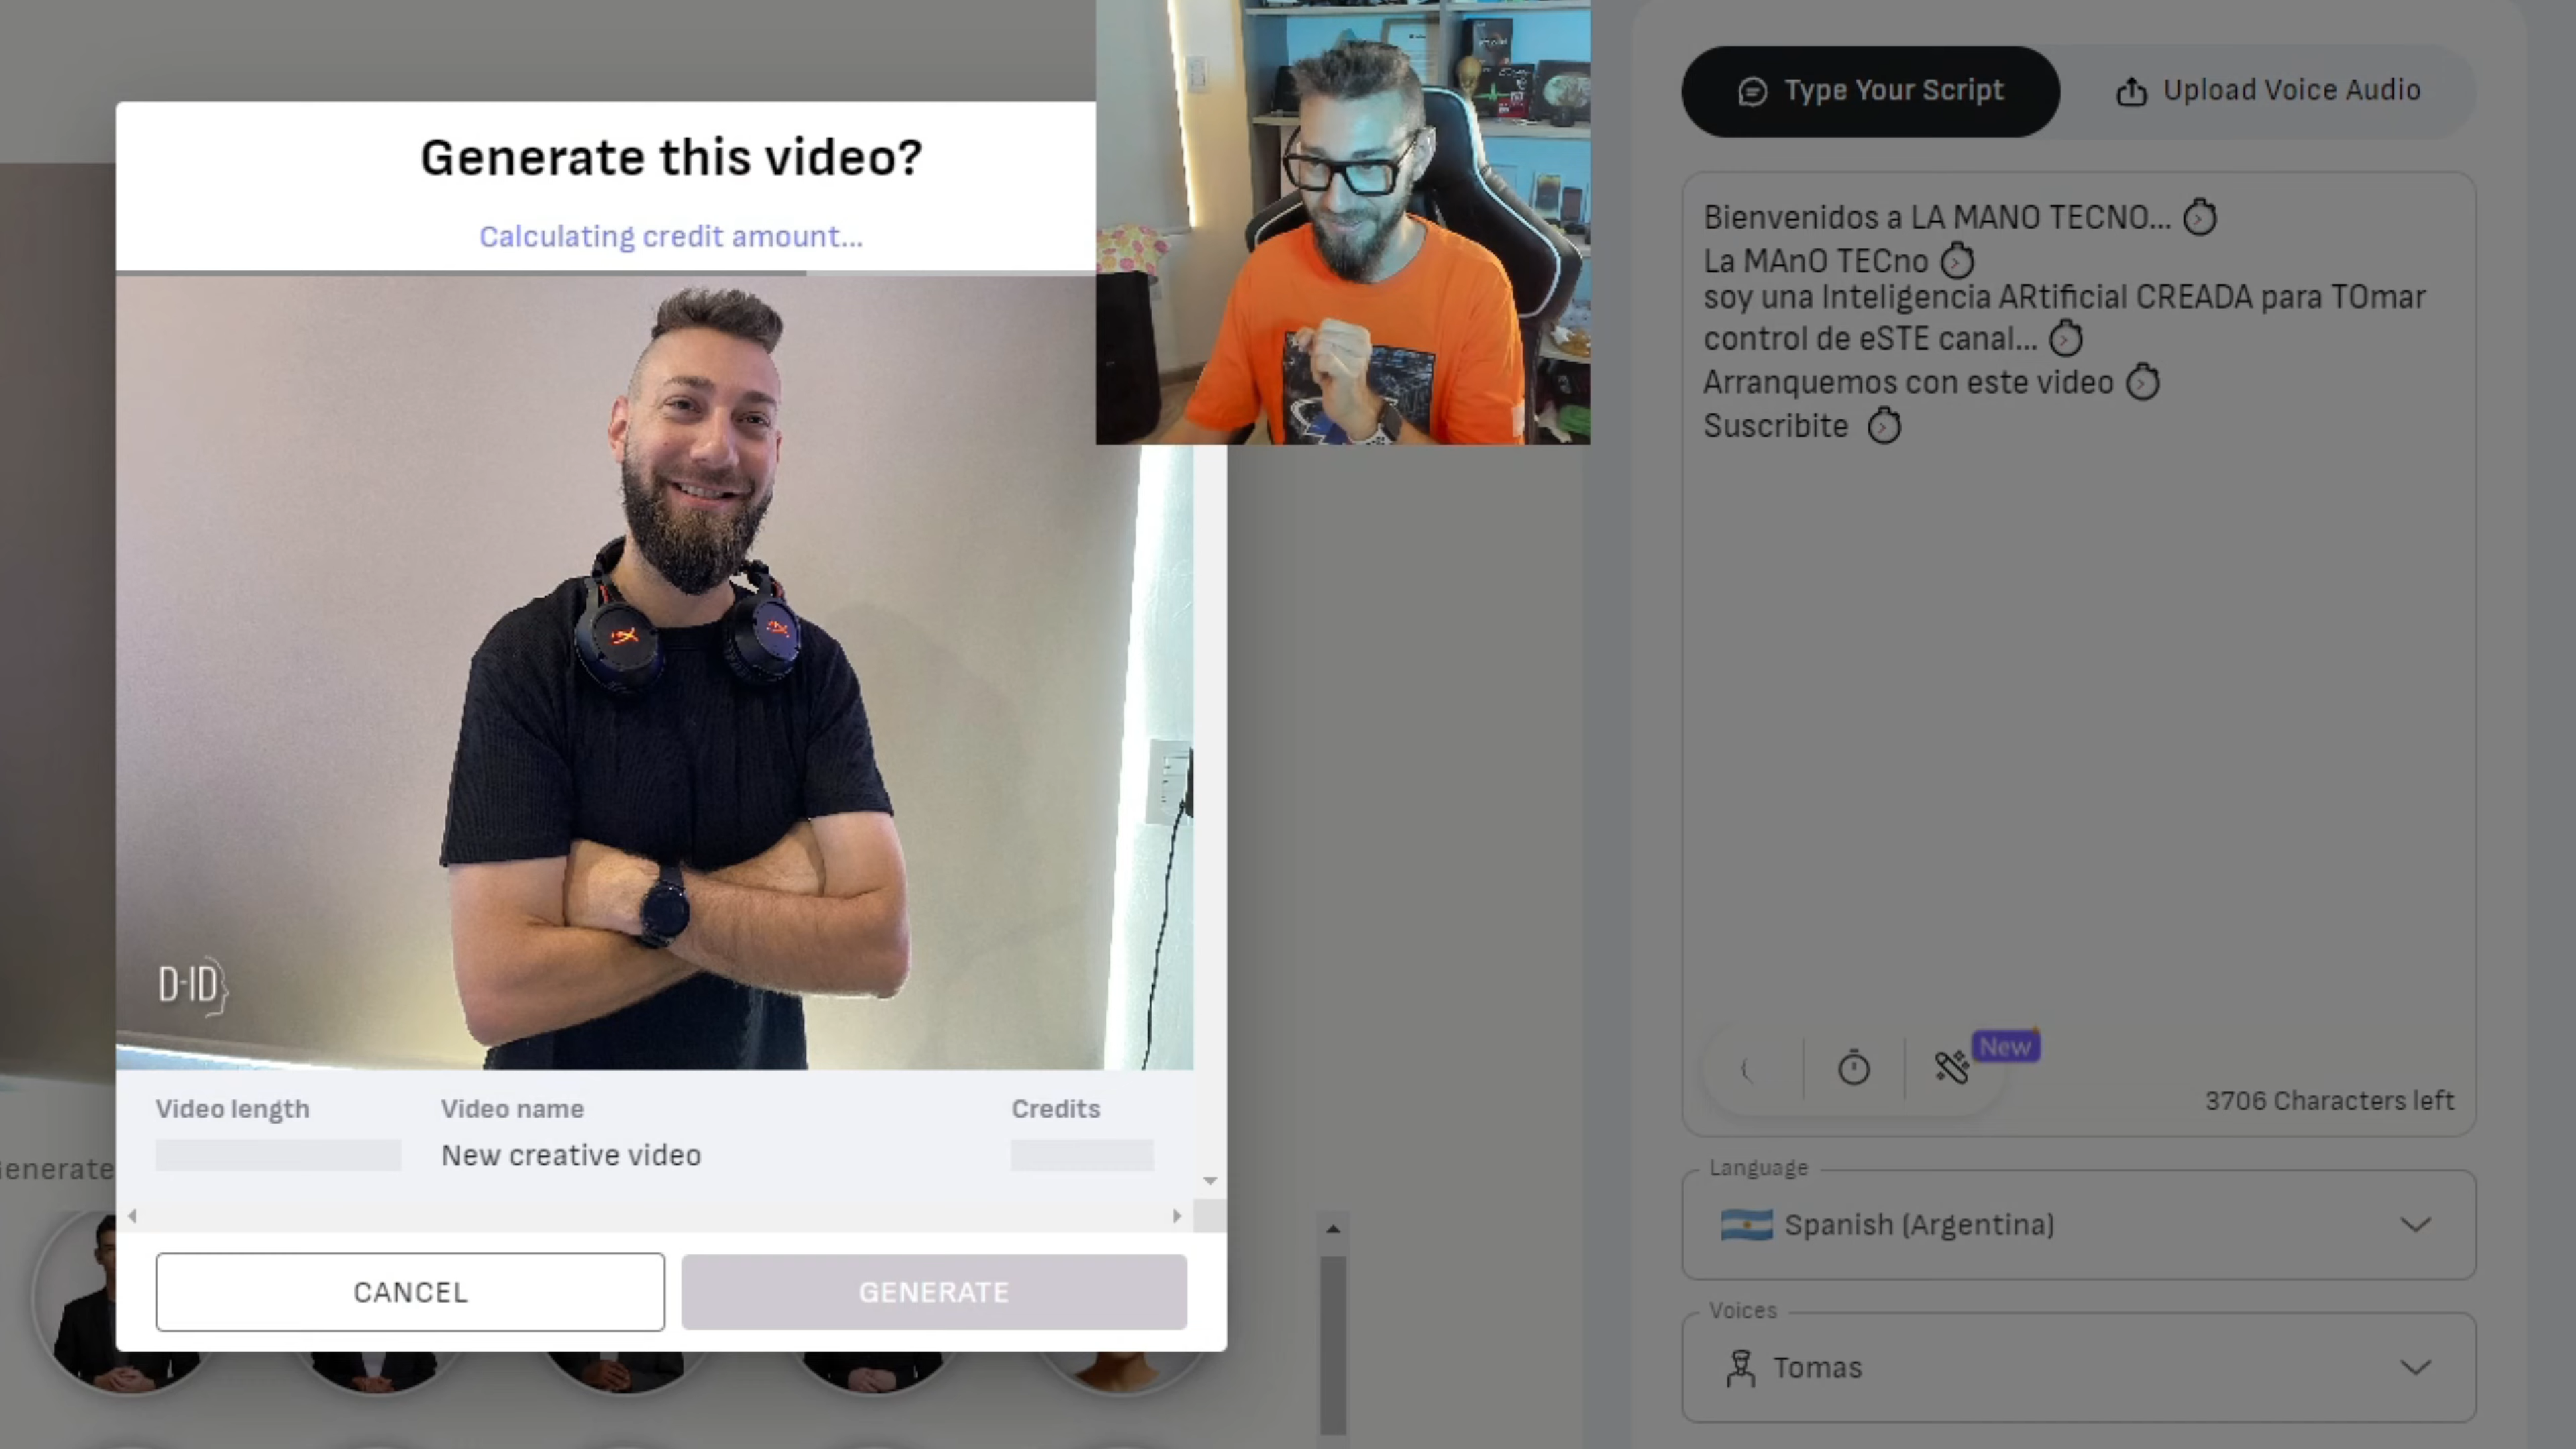 Generate this video?
Calculating credit amount...
D-ID
Video length
Video name
Credits
New creative video
CANCEL
GENERATE
Generate
Type Your Script
Upload Voice Audio
Bienvenidos a LA MANO TECNO...
La MAnO TECno
soy una Inteligencia ARtificial CREADA para TOmar
control de eSTE canal...
Arranquemos con este video
Suscribite
New
3706 Characters left
Language
Spanish (Argentina)
Voices
Tomas